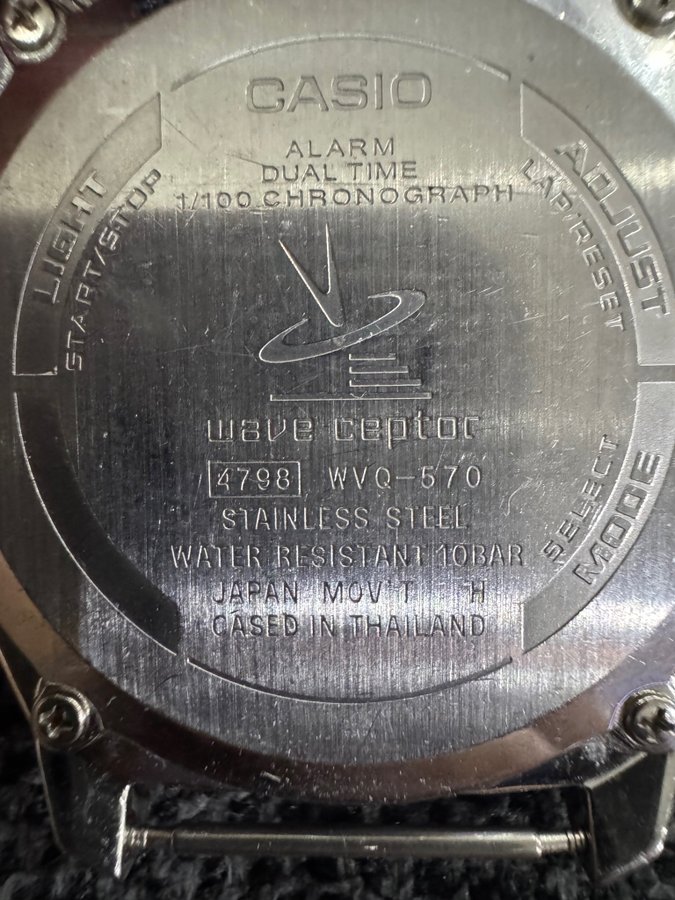 CASIO
ALARM
DUAL TIME
1/100 CHRONOGRAPH
LIGHT
START/STOP
ADJUST
LAP/RESET
wave ceptor
4798 WVQ-570
STAINLESS STEEL
WATER RESISTANT 10BAR
JAPAN MOV'T H
CASED IN THAILAND
SELECT
MODE